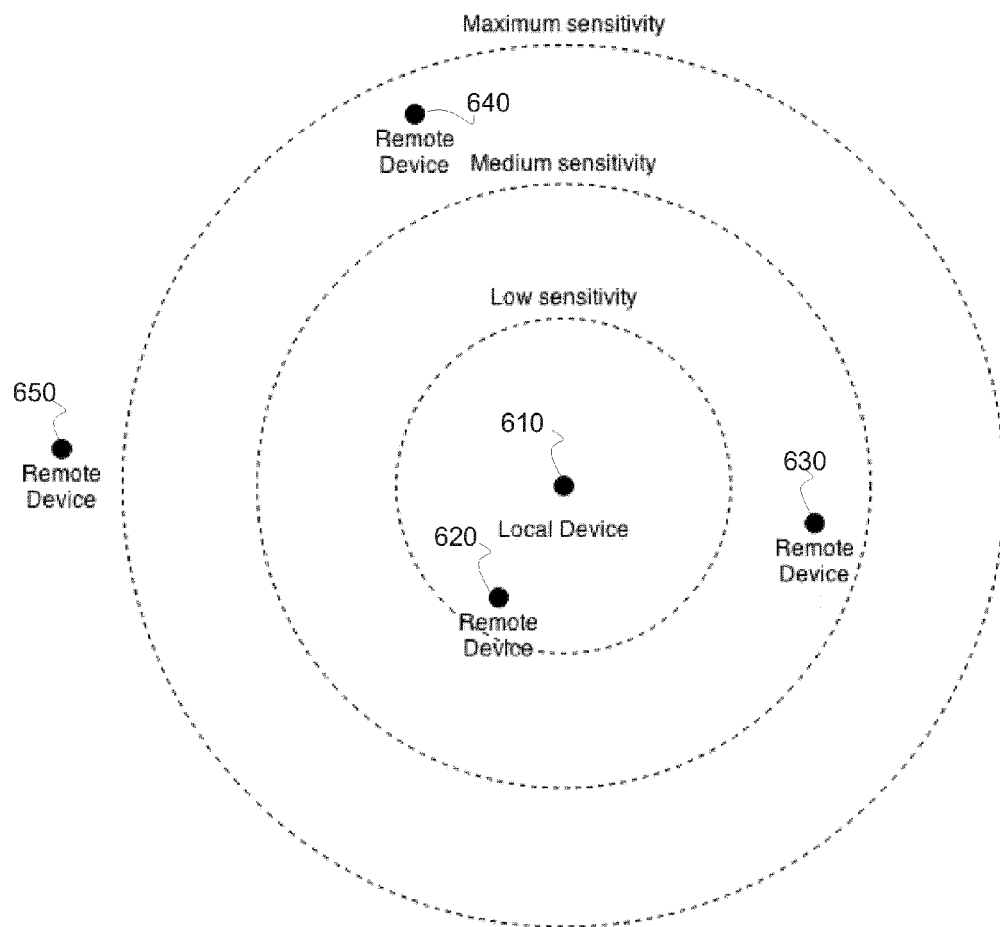 Maximum sensitivity
640
Remote
Device
Medium sensitivity
Low sensitivity
650
Remote
Device
610
Local Device
630
Remote
Device
620
Remote
Device